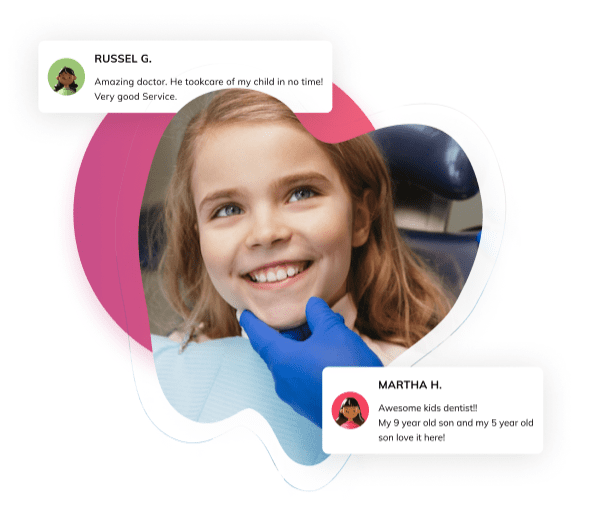 RUSSEL G.
Amazing doctor. He tookcare of my child in no time!
Very good Service.
MARTHA H.
Awesome kids dentist!!
My 9 year old son and my 5 year old
son love it here!